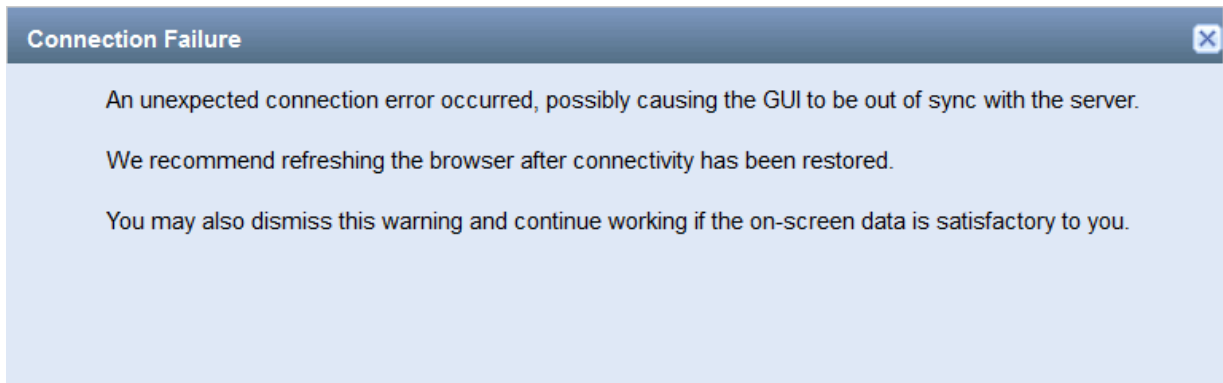 Connection Failure
An unexpected connection error occurred, possibly causing the GUI to be out of sync with the server.
We recommend refreshing the browser after connectivity has been restored.
You may also dismiss this warning and continue working if the on-screen data is satisfactory to you.